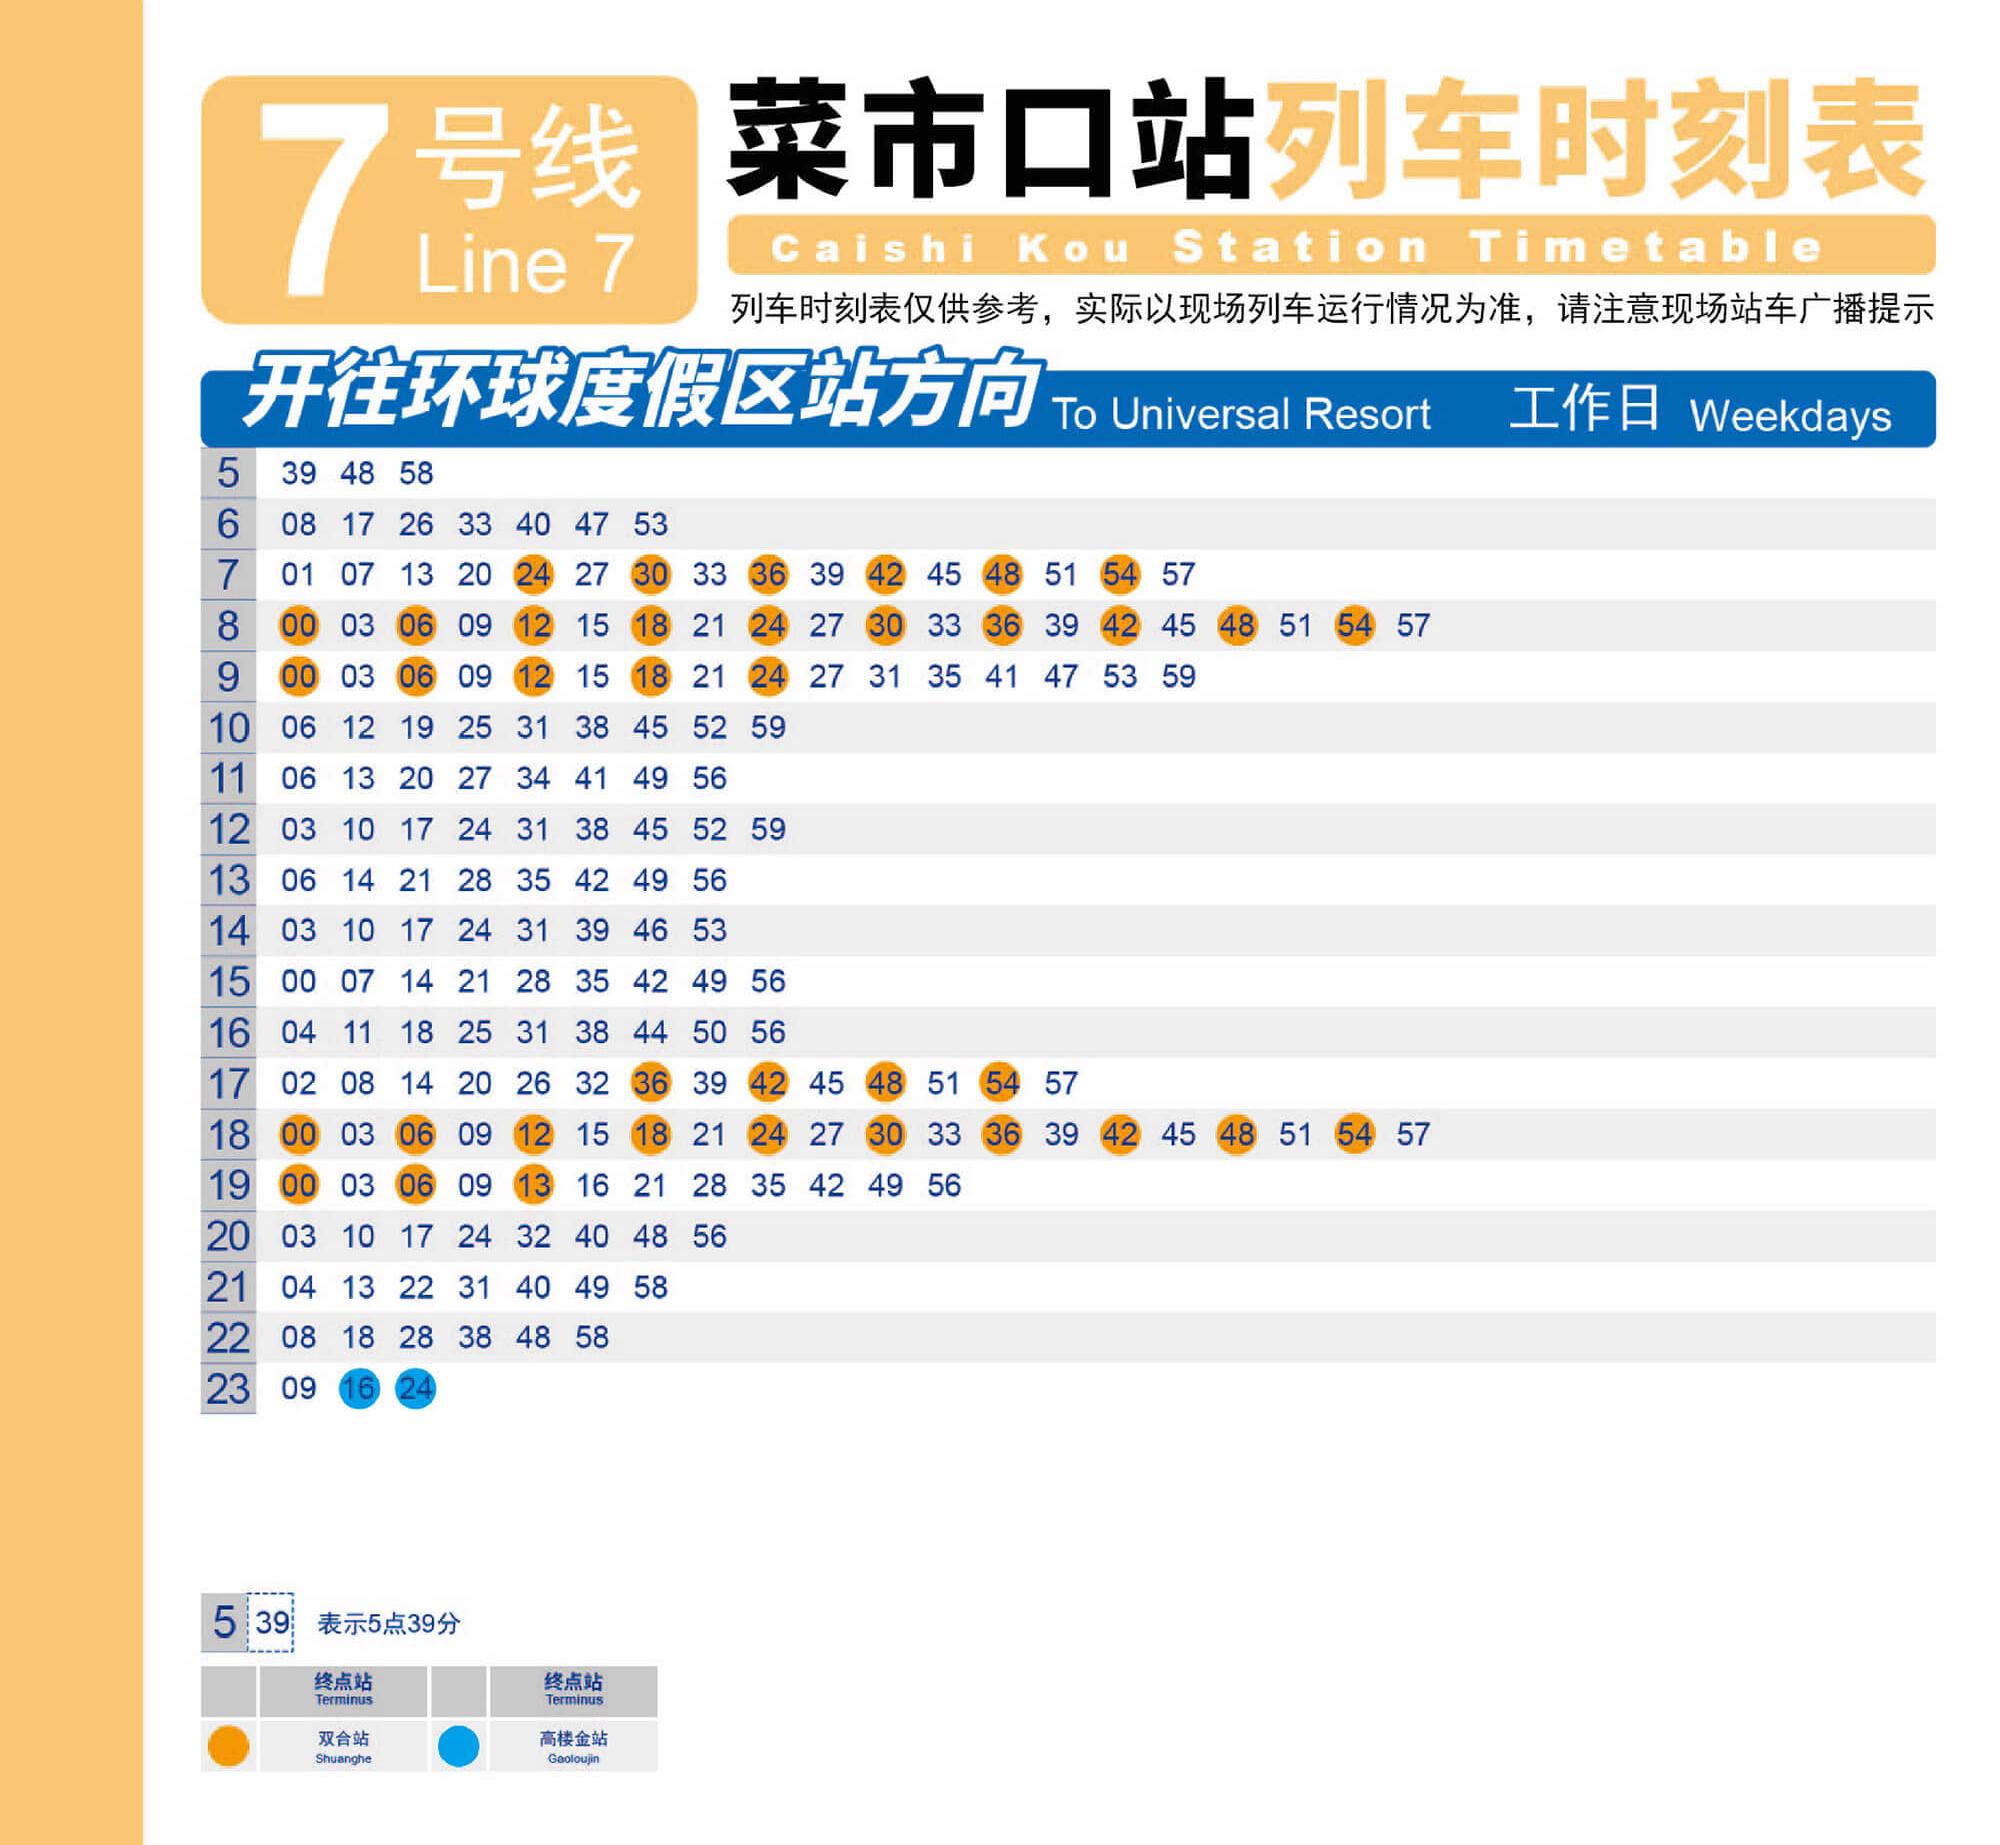 7号线
Line 7
菜市口站列车时刻表
Caishi Kou Station Timetable
列车时刻表仅供参考，实际以现场列车运行情况为准，请注意现场站车广播提示
开往环球度假区站方向 To Universal Resort 工作日 Weekdays
5 39 48 58
6 08 17 26 33 40 47 53
7 01 07 13 20 24 27 30 33 36 39 42 45 48 51 54 57
8 00 03 06 09 12 15 18 21 24 27 30 33 36 39 42 45 48 51 54 57
9 00 03 06 09 12 15 18 21 24 27 31 35 41 47 53 59
10 06 12 19 25 31 38 45 52 59
11 06 13 20 27 34 41 49 56
12 03 10 17 24 31 38 45 52 59
13 06 14 21 28 35 42 49 56
14 03 10 17 24 31 39 46 53
15 00 07 14 21 28 35 42 49 56
16 04 11 18 25 31 38 44 50 56
17 02 08 14 20 26 32 36 39 42 45 48 51 54 57
18 00 03 06 09 12 15 18 21 24 27 30 33 36 39 42 45 48 51 54 57
19 00 03 06 09 13 16 21 28 35 42 49 56
20 03 10 17 24 32 40 48 56
21 04 13 22 31 40 49 58
22 08 18 28 38 48 58
23 09 16 24
5 39 表示5点39分
终点站 终点站
Terminus Terminus
双合站 高楼金站
Shuanghe Gaoloujin